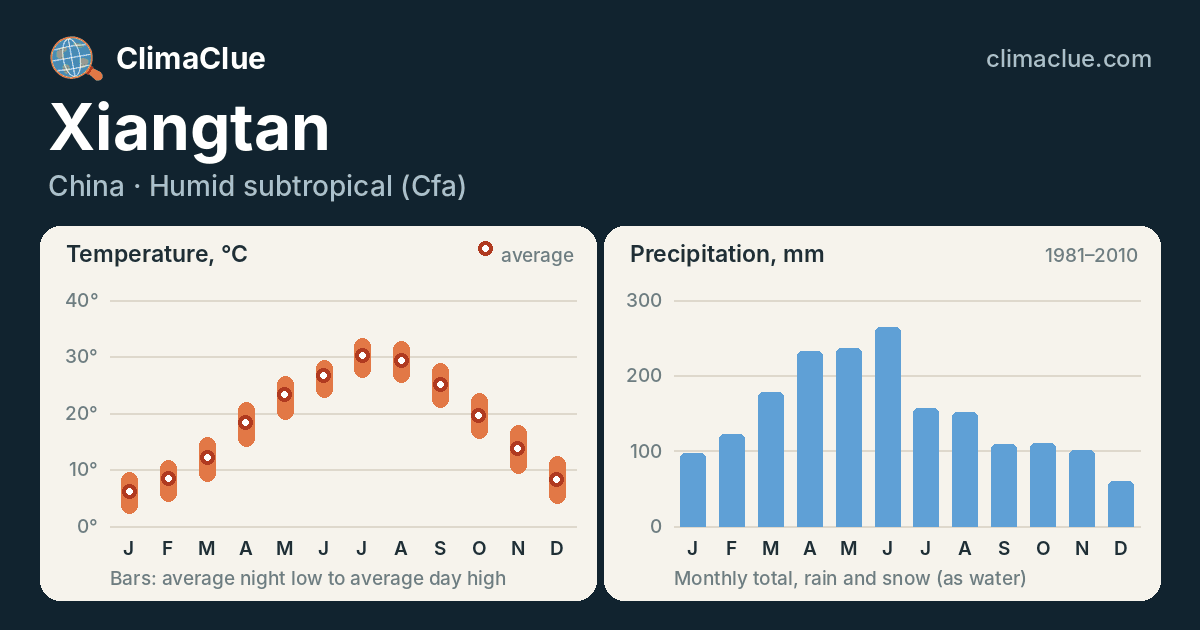 ClimaClue
climaclue.com
Xiangtan
China · Humid subtropical (Cfa)
Temperature, °C
average
40°
30°
20°
10°
0°
J F M A M J J A S O N D
Bars: average night low to average day high
Precipitation, mm
1981–2010
300
200
100
0
J F M A M J J A S O N D
Monthly total, rain and snow (as water)